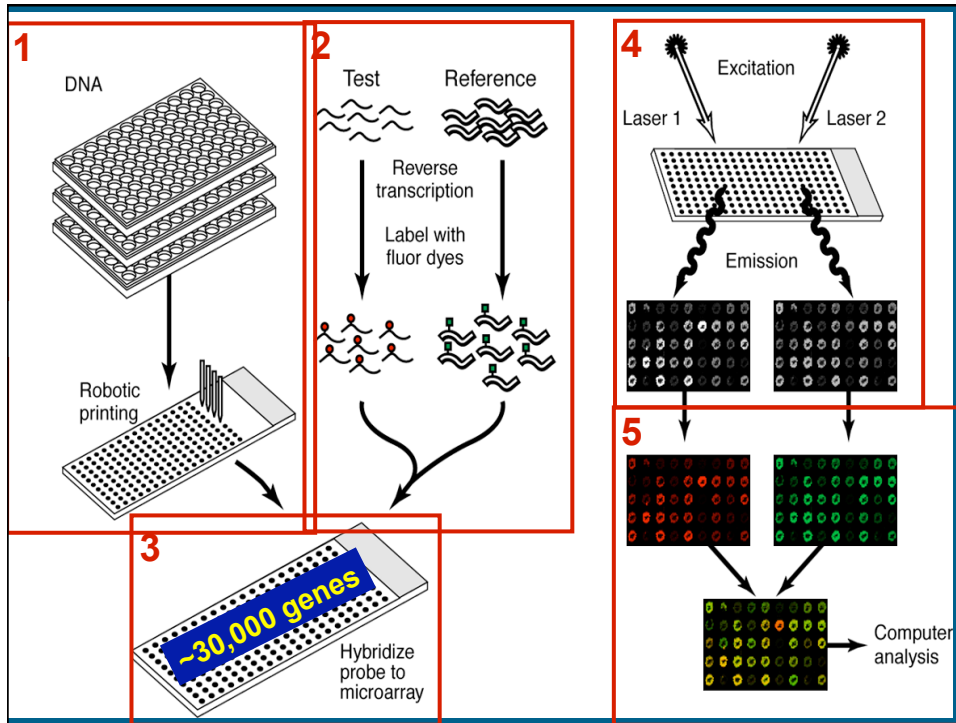 1
DNA
Robotic
printing
2
Test
Reference
Reverse
transcription
Label with
fluor dyes
3
~30,000 genes
Hybridize
probe to
microarray
4
Excitation
Laser 1
Laser 2
Emission
5
Computer
analysis